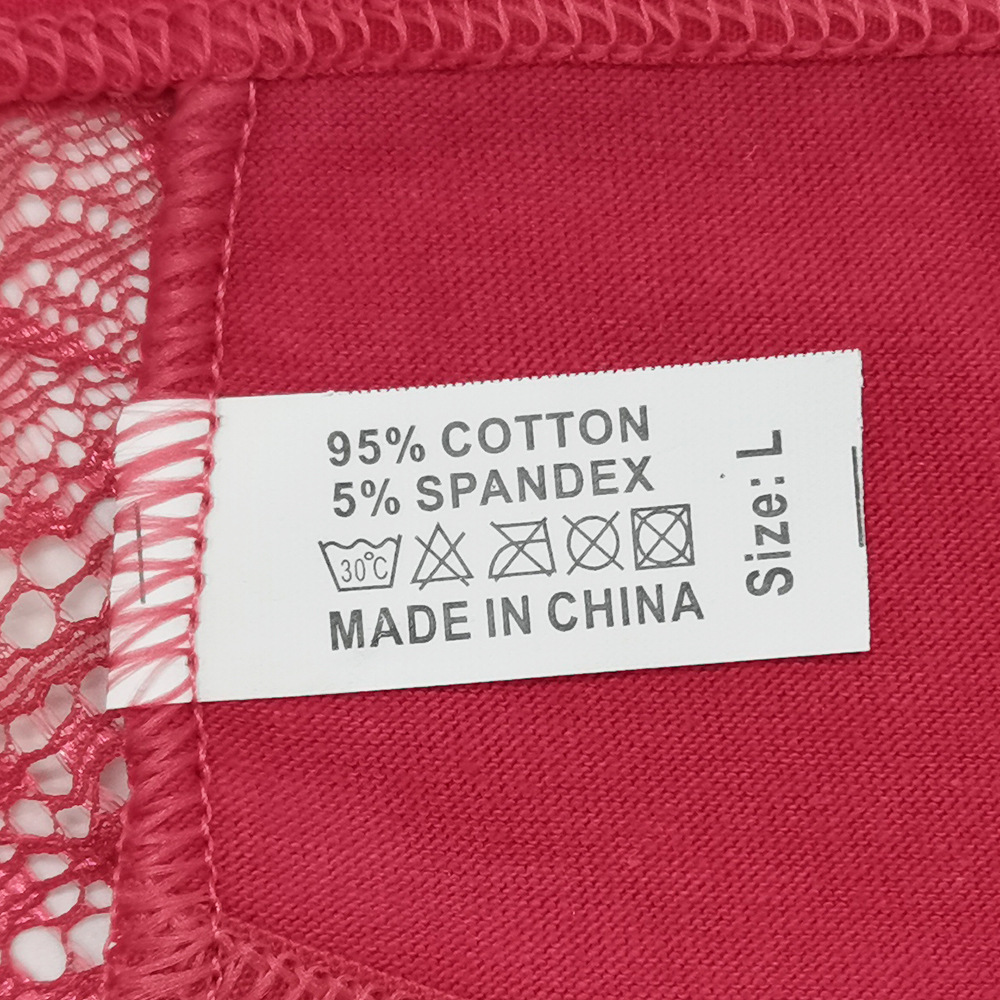 95% COTTON
5% SPANDEX
30°C
MADE IN CHINA
Size: L